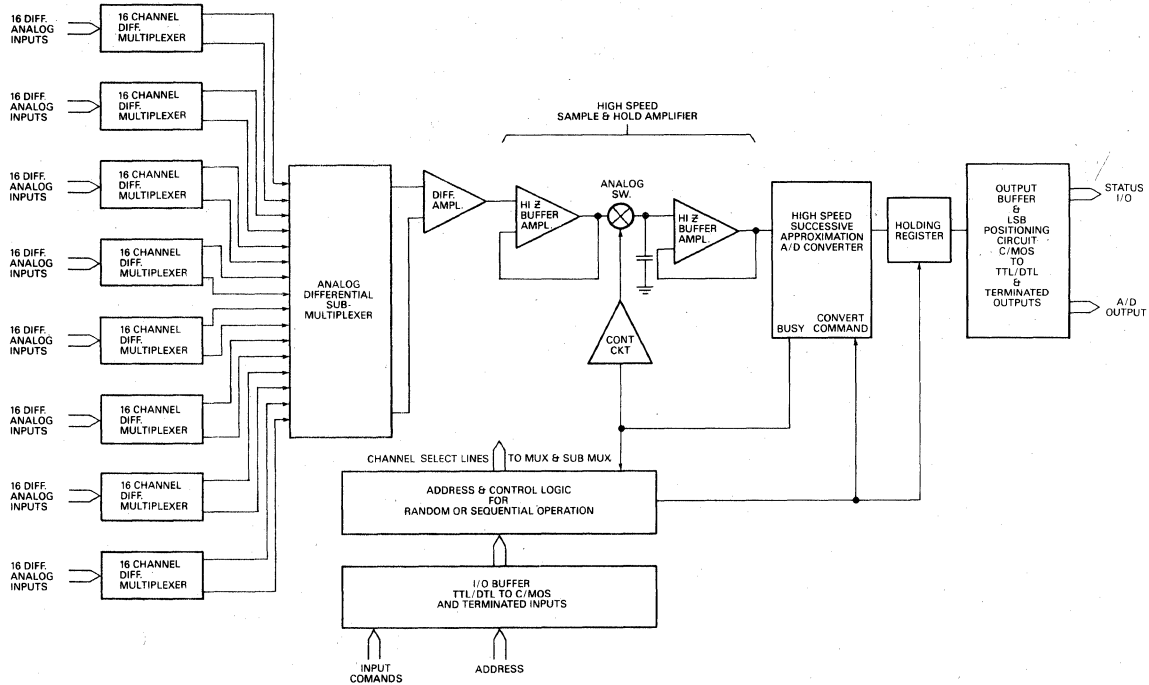 16 DIFF.
ANALOG
INPUTS
16 CHANNEL
DIFF.
MULTIPLEXER
16 DIFF.
ANALOG
INPUTS
16 CHANNEL
DIFF.
MULTIPLEXER
16 DIFF.
ANALOG
INPUTS
16 CHANNEL
DIFF.
MULTIPLEXER
16 DIFF.
ANALOG
INPUTS
16 CHANNEL
DIFF.
MULTIPLEXER
16 DIFF.
ANALOG
INPUTS
16 CHANNEL
DIFF.
MULTIPLEXER
16 DIFF.
ANALOG
INPUTS
16 CHANNEL
DIFF.
MULTIPLEXER
16 DIFF.
ANALOG
INPUTS
16 CHANNEL
DIFF.
MULTIPLEXER
16 DIFF.
ANALOG
INPUTS
16 CHANNEL
DIFF.
MULTIPLEXER
ANALOG
DIFFERENTIAL
SUB-
MULTIPLEXER
DIFF.
AMPL.
HIGH SPEED
SAMPLE & HOLD AMPLIFIER
HI Z
BUFFER
AMPL.
ANALOG
SW.
HI Z
BUFFER
AMPL.
CONT
CKT
HIGH SPEED
SUCCESSIVE
APPROXIMATION
A/D CONVERTER
CONVERT
BUSY COMMAND
HOLDING
REGISTER
OUTPUT
BUFFER
&
LSB
POSITIONING
CIRCUIT
C/MOS
TO
TTL/DTL
&
TERMINATED
OUTPUTS
STATUS
I/O
A/D
OUTPUT
CHANNEL SELECT LINES TO MUX & SUB MUX
ADDRESS & CONTROL LOGIC
FOR
RANDOM OR SEQUENTIAL OPERATION
I/O BUFFER
TTL/DTL TO C/MOS
AND TERMINATED INPUTS
INPUT
COMANDS
ADDRESS